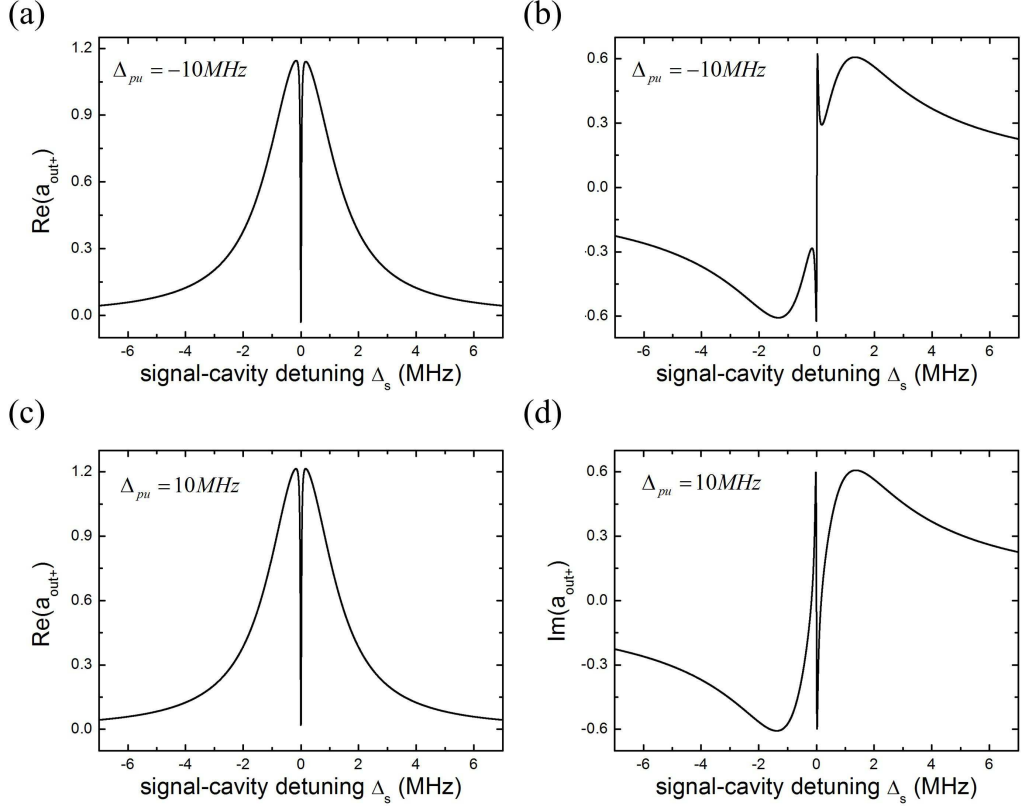 (a)
(b)
Δpu = −10MHz
Re(aout+)
1.2
0.9
0.6
0.3
0.0
-6 -4 -2 0 2 4 6
signal-cavity detuning Δs (MHz)
Δpu = −10MHz
0.6
0.3
0.0
-0.3
-0.6
-6 -4 -2 0 2 4 6
signal-cavity detuning Δs (MHz)
(c)
(d)
Δpu = 10MHz
Re(aout+)
1.2
0.9
0.6
0.3
0.0
-6 -4 -2 0 2 4 6
signal-cavity detuning Δs (MHz)
Δpu = 10MHz
Im(aout+)
0.6
0.3
0.0
-0.3
-0.6
-6 -4 -2 0 2 4 6
signal-cavity detuning Δs (MHz)